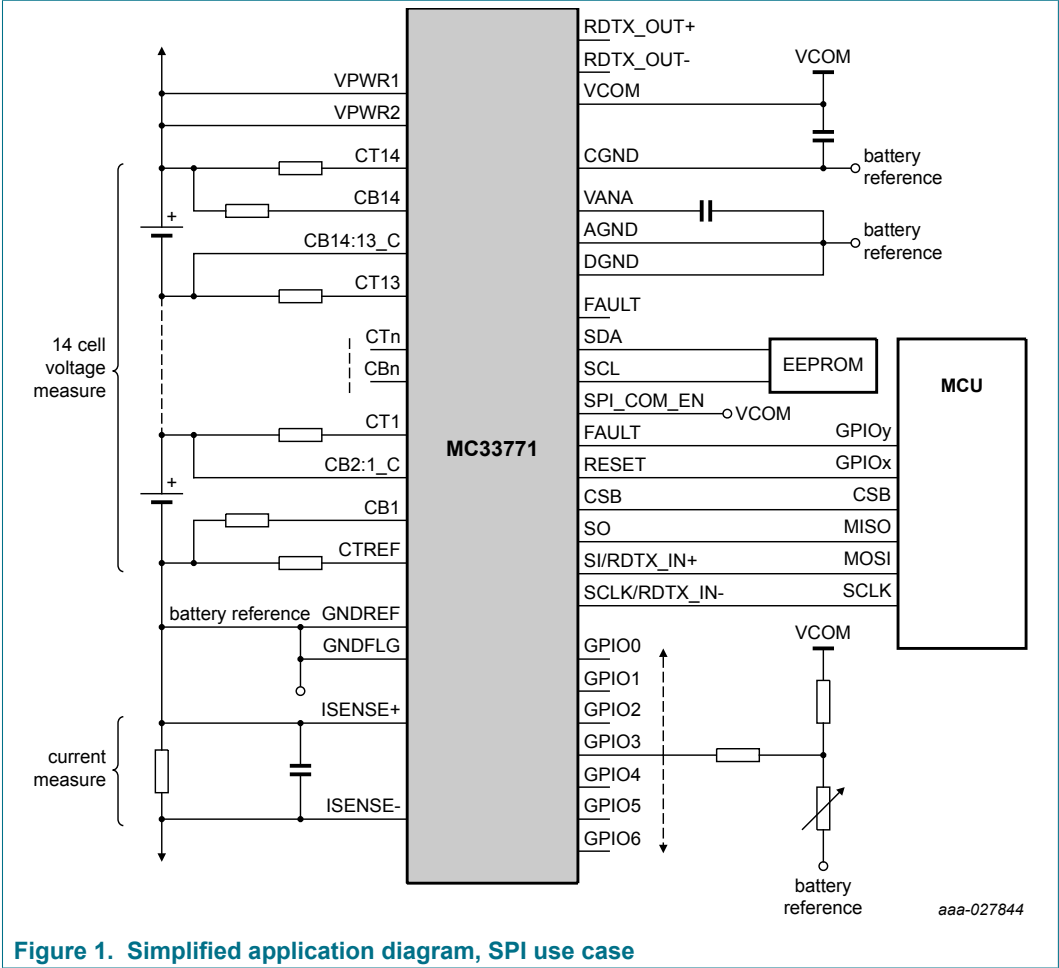 RDTX_OUT+
RDTX_OUT-
VCOM
VPWR1
VCOM
VPWR2
CT14
CGND
battery
reference
CB14
VANA
+
AGND
battery
reference
CB14:13_C
DGND
CT13
FAULT
14 cell
voltage
measure
CTn
SDA
CBn
SCL
EEPROM
MCU
SPI_COM_EN
VCOM
CT1
MC33771
FAULT
GPIOy
CB2:1_C
RESET
GPIOx
+
CSB
CSB
CB1
SO
MISO
CTREF
SI/RDTX_IN+
MOSI
SCLK/RDTX_IN-
SCLK
battery reference
GNDREF
VCOM
GNDFLG
GPIO0
GPIO1
ISENSE+
GPIO2
GPIO3
current
measure
GPIO4
ISENSE-
GPIO5
GPIO6
battery
reference
aaa-027844
Figure 1. Simplified application diagram, SPI use case